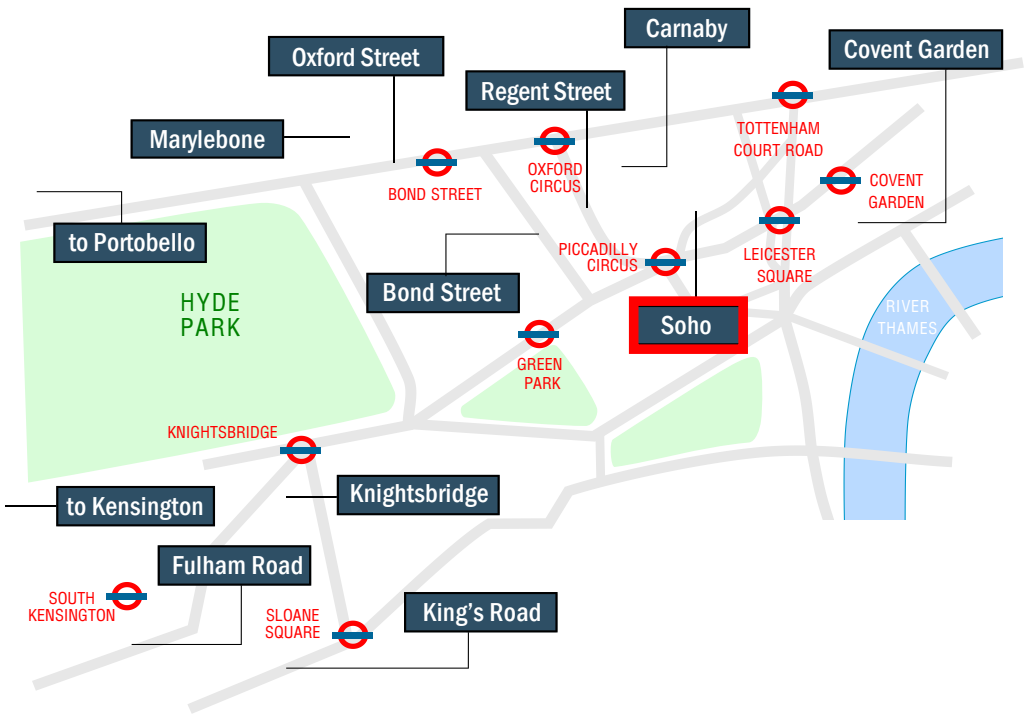 Carnaby
Oxford Street
Covent Garden
Regent Street
Marylebone
TOTTENHAM
COURT ROAD
OXFORD
CIRCUS
BOND STREET
COVENT
GARDEN
to Portobello
PICCADILLY
CIRCUS
LEICESTER
SQUARE
Bond Street
HYDE
PARK
RIVER
THAMES
Soho
GREEN
PARK
KNIGHTSBRIDGE
Knightsbridge
to Kensington
Fulham Road
SOUTH
KENSINGTON
SLOANE
SQUARE
King's Road